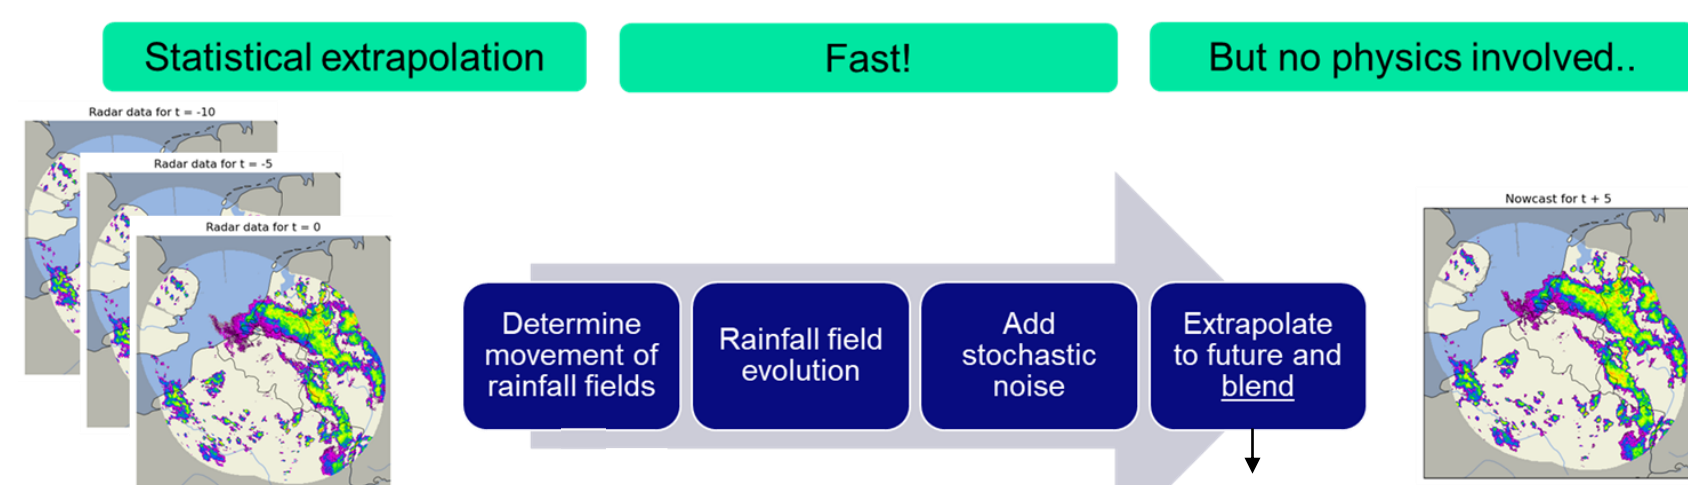 Statistical extrapolation
Fast!
But no physics involved..
Radar data for t = -10
Radar data for t = -5
Radar data for t = 0
Determine
movement of
rainfall fields
Rainfall field
evolution
Add
stochastic
noise
Extrapolate
to future and
blend
Nowcast for t + 5